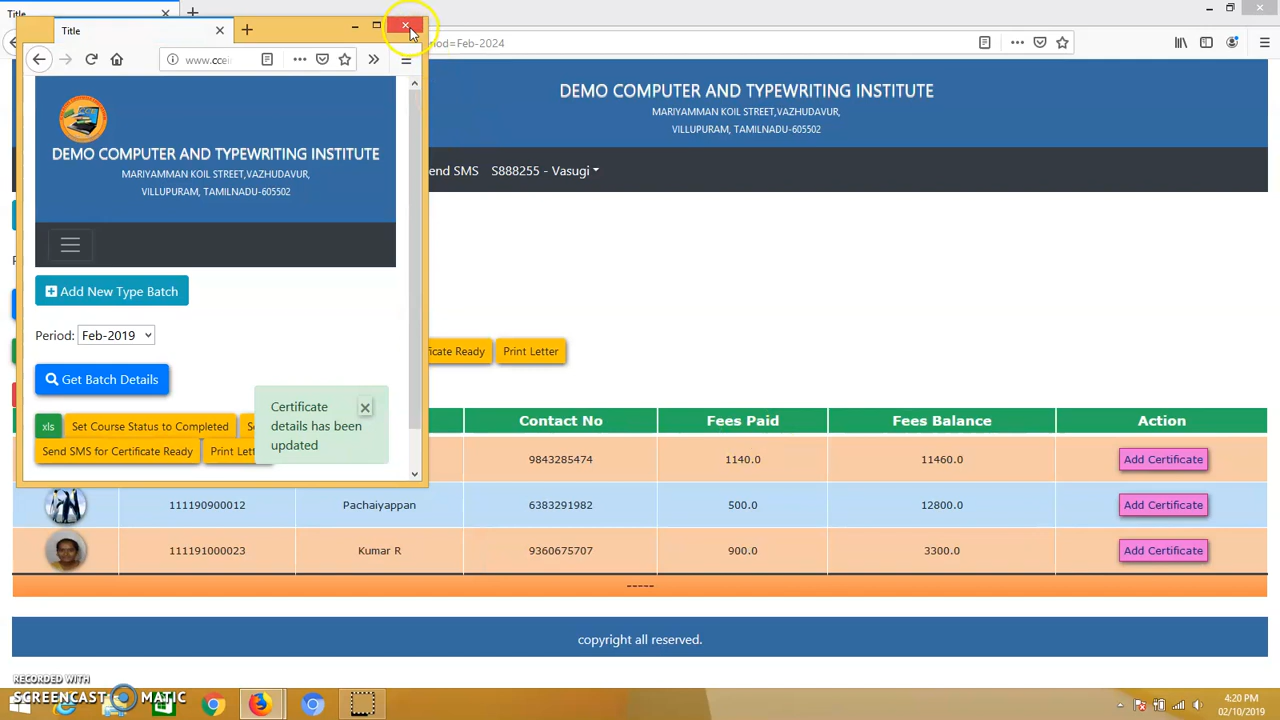 Title
Title
www.ccei
iod=Feb-2024
DEMO COMPUTER AND TYPEWRITING INSTITUTE
MARIYAMMAN KOIL STREET,VAZHUDAVUR,
VILLUPURAM, TAMILNADU-605502
DEMO COMPUTER AND TYPEWRITING INSTITUTE
MARIYAMMAN KOIL STREET,VAZHUDAVUR,
VILLUPURAM, TAMILNADU-605502
end SMS
S888255 - Vasugi
Add New Type Batch
Period: Feb-2019
Get Batch Details
Certificate details has been updated
xls
Set Course Status to Completed
Send SMS for Certificate Ready
Print Lett
icate Ready
Print Letter
Contact No Fees Paid Fees Balance Action
9843285474 1140.0 11460.0 Add Certificate
111190900012 Pachaiyappan 6383291982 500.0 12800.0 Add Certificate
111191000023 Kumar R 9360675707 900.0 3300.0 Add Certificate
-----
copyright all reserved.
RECORDED WITH
SCREENCAST MATIC
4:20 PM
02/10/2019